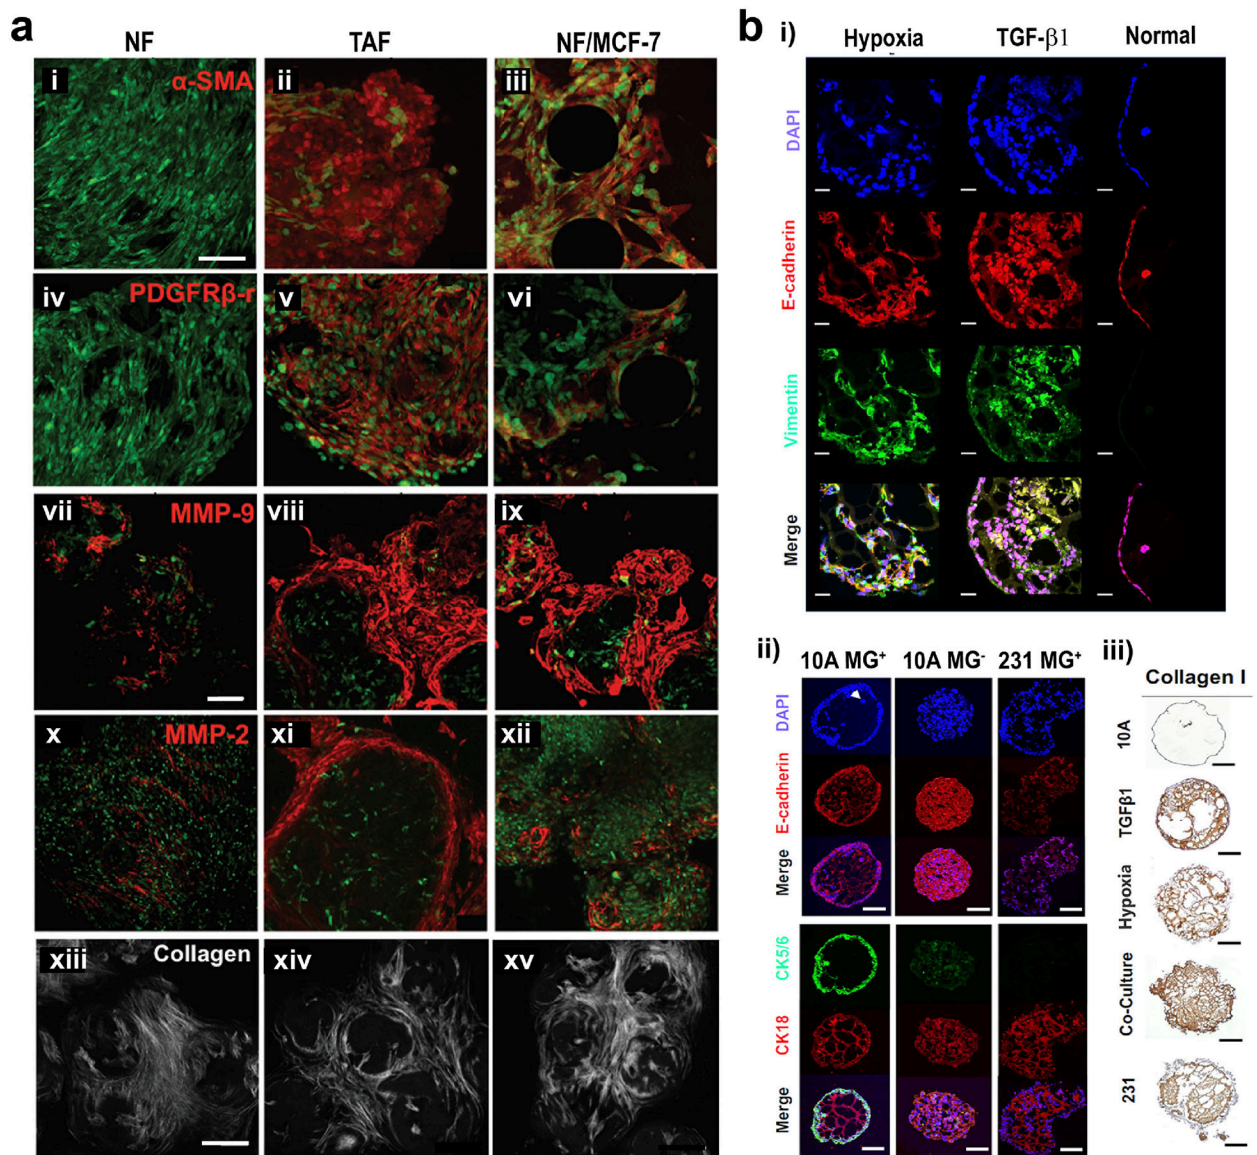 a
NF
TAF
NF/MCF-7
i
α-SMA
ii
iii
iv
PDGFRβ-r
v
vi
vii
MMP-9
viii
ix
x
MMP-2
xi
xii
xiii
Collagen
xiv
xv
b
i)
Hypoxia
TGF-β1
Normal
DAPI
E-cadherin
Vimentin
Merge
ii)
10A MG⁺
10A MG⁻
231 MG⁺
DAPI
E-cadherin
Merge
CK5/6
CK18
Merge
iii)
Collagen I
10A
TGFβ1
Hypoxia
Co-Culture
231